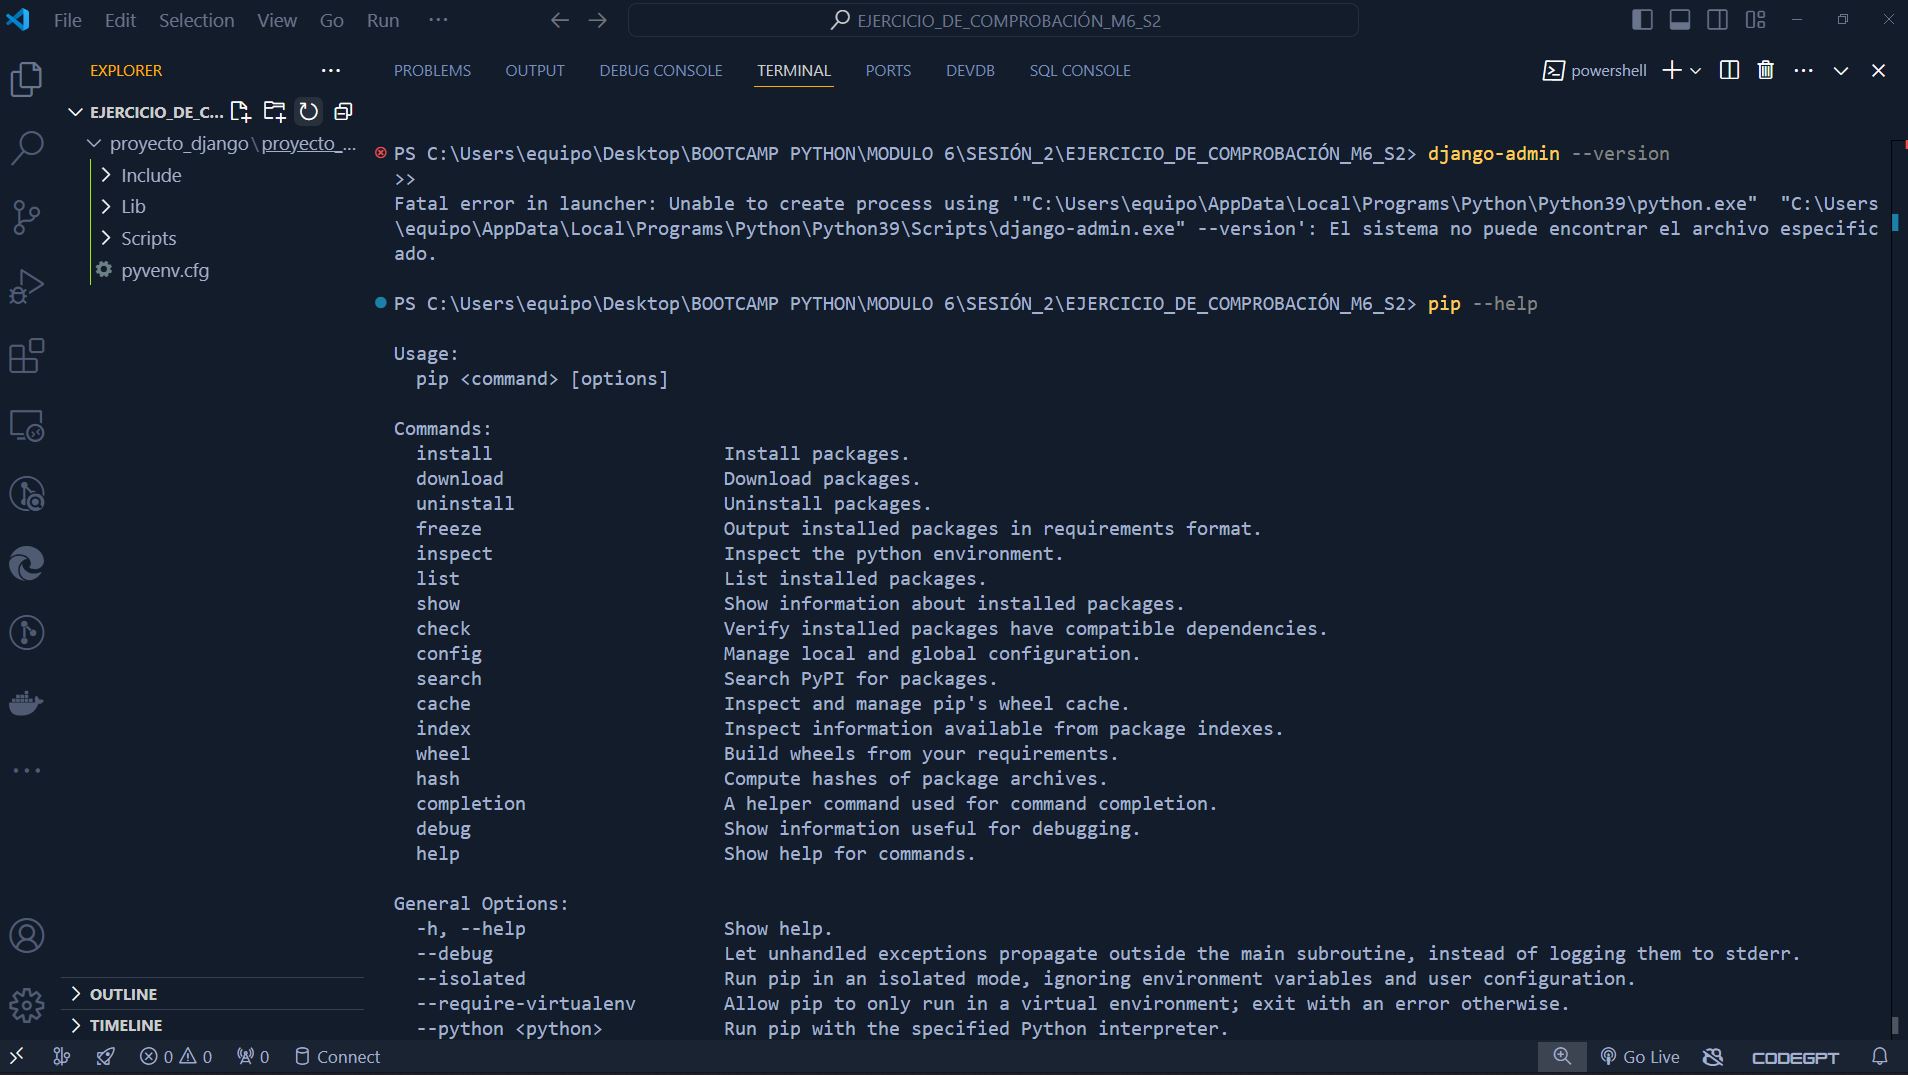 File Edit Selection View Go Run ···
EJERCICIO_DE_COMPROBACIÓN_M6_S2
EXPLORER
PROBLEMS OUTPUT DEBUG CONSOLE TERMINAL PORTS DEVDB SQL CONSOLE
powershell
EJERCICIO_DE_C...
proyecto_django\proyecto_...
Include
Lib
Scripts
pyvenv.cfg
PS C:\Users\equipo\Desktop\BOOTCAMP PYTHON\MODULO 6\SESIÓN_2\EJERCICIO_DE_COMPROBACIÓN_M6_S2> django-admin --version
>>
Fatal error in launcher: Unable to create process using '"C:\Users\equipo\AppData\Local\Programs\Python\Python39\python.exe"  "C:\Users
\equipo\AppData\Local\Programs\Python\Python39\Scripts\django-admin.exe" --version': El sistema no puede encontrar el archivo especific
ado.
PS C:\Users\equipo\Desktop\BOOTCAMP PYTHON\MODULO 6\SESIÓN_2\EJERCICIO_DE_COMPROBACIÓN_M6_S2> pip --help
Usage:
pip <command> [options]
Commands:
install Install packages.
download Download packages.
uninstall Uninstall packages.
freeze Output installed packages in requirements format.
inspect Inspect the python environment.
list List installed packages.
show Show information about installed packages.
check Verify installed packages have compatible dependencies.
config Manage local and global configuration.
search Search PyPI for packages.
cache Inspect and manage pip's wheel cache.
index Inspect information available from package indexes.
wheel Build wheels from your requirements.
hash Compute hashes of package archives.
completion A helper command used for command completion.
debug Show information useful for debugging.
help Show help for commands.
General Options:
-h, --help Show help.
--debug Let unhandled exceptions propagate outside the main subroutine, instead of logging them to stderr.
--isolated Run pip in an isolated mode, ignoring environment variables and user configuration.
--require-virtualenv Allow pip to only run in a virtual environment; exit with an error otherwise.
--python <python> Run pip with the specified Python interpreter.
OUTLINE
TIMELINE
0 0 0 Connect Go Live CODEGPT